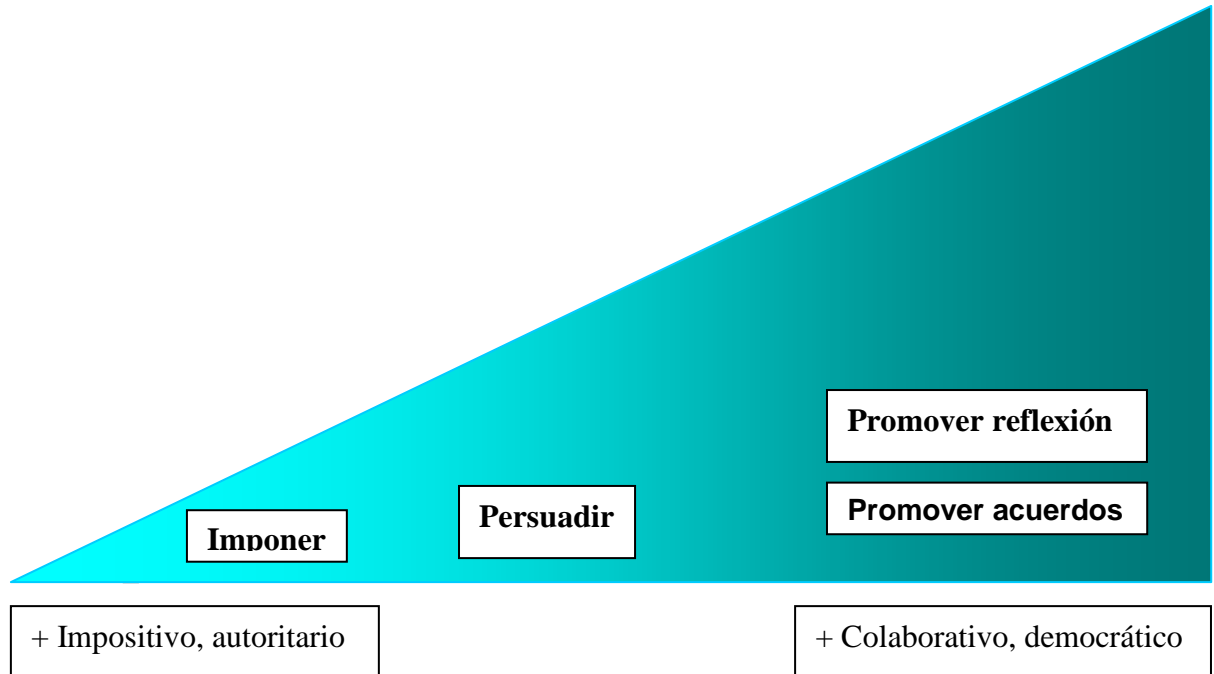 Promover reflexión
Promover acuerdos
Persuadir
Imponer
+ Impositivo, autoritario
+ Colaborativo, democrático